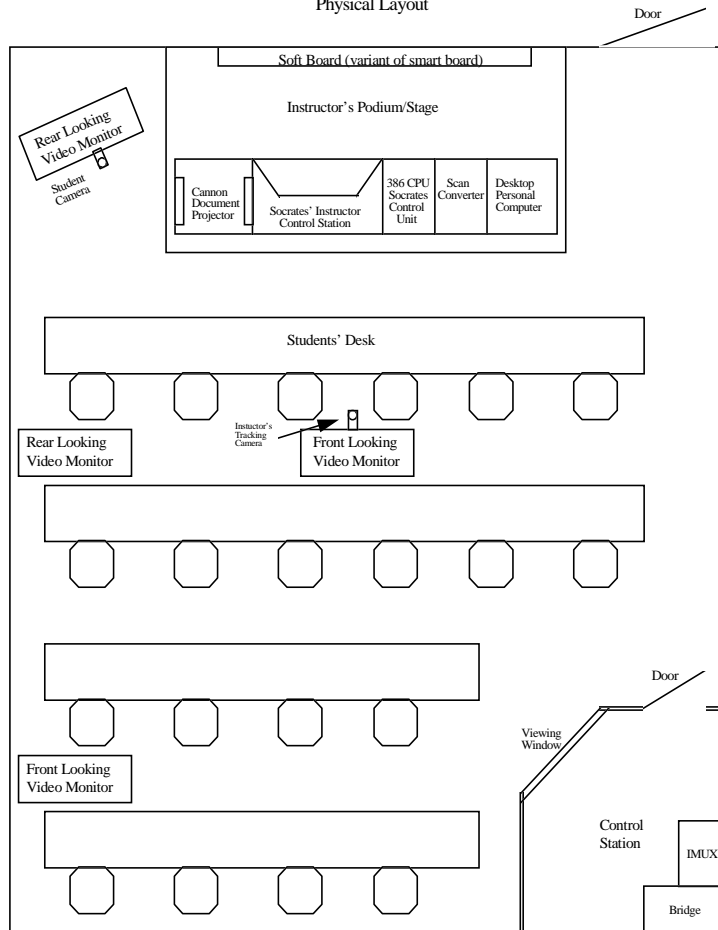 Physical Layout
Door
Soft Board (variant of smart board)
Instructor's Podium/Stage
Rear Looking
Video Monitor
Student
Camera
Cannon
Document
Projector
Socrates' Instructor
Control Station
386 CPU
Socrates
Control
Unit
Scan
Converter
Desktop
Personal
Computer
Students' Desk
Instuctor's
Tracking
Camera
Rear Looking
Video Monitor
Front Looking
Video Monitor
Door
Viewing
Window
Front Looking
Video Monitor
Control
Station
IMUX
Bridge